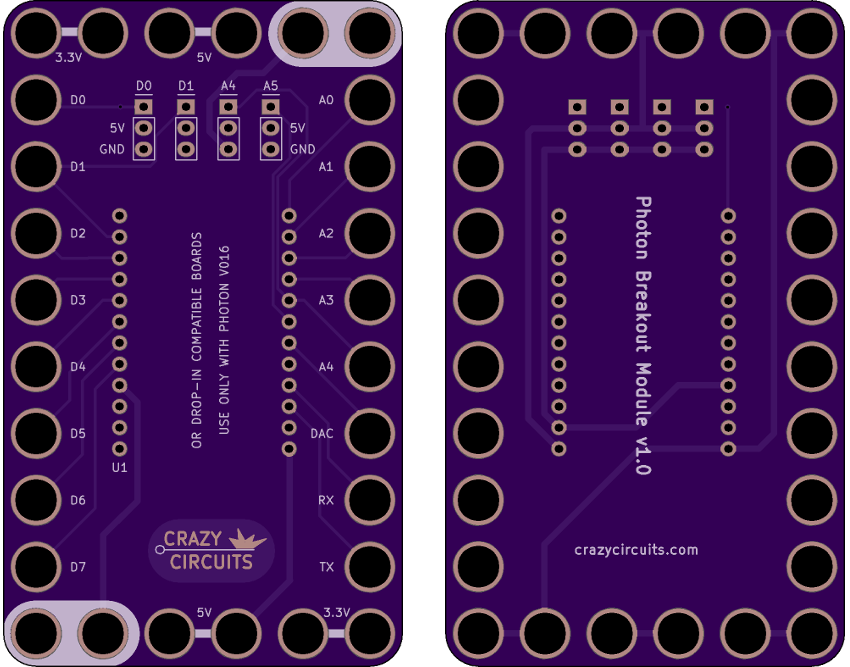 3.3V
5V
D0
D1
A4
A5
D0
A0
5V
5V
GND
GND
D1
A1
D2
A2
D3
A3
D4
A4
D5
DAC
D6
RX
D7
TX
U1
OR DROP-IN COMPATIBLE BOARDS
USE ONLY WITH PHOTON V016
CRAZY
CIRCUITS
5V
3.3V
Photon Breakout Module v1.0
crazycircuits.com